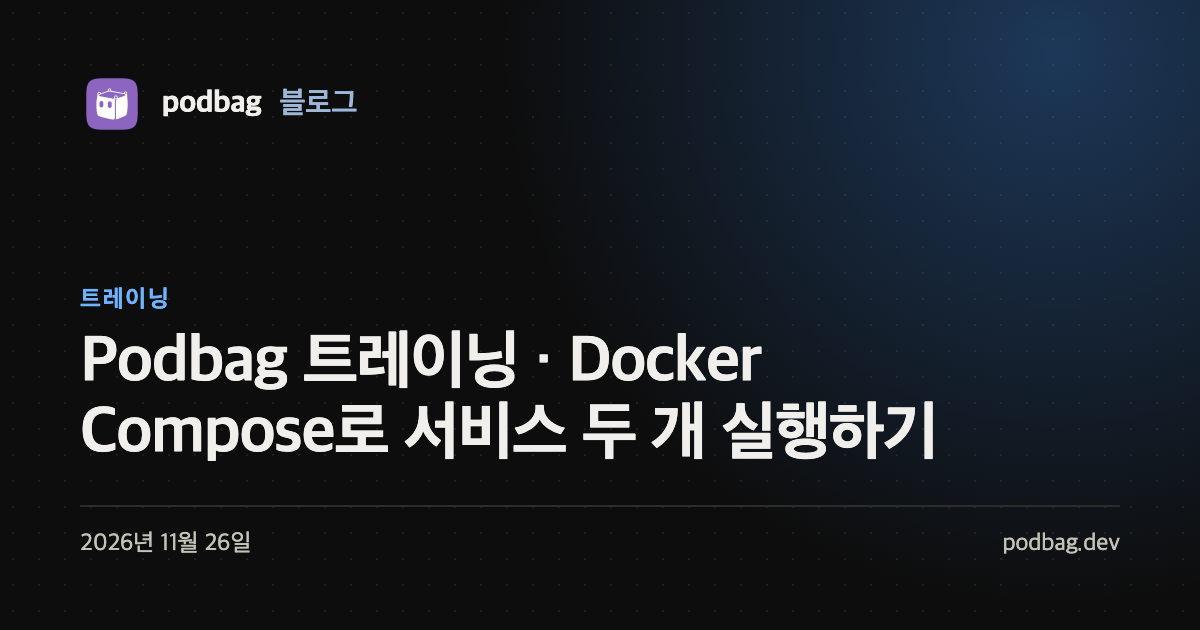 podbag 블로그
트레이닝
Podbag 트레이닝 · Docker
Compose로 서비스 두 개 실행하기
2026년 11월 26일
podbag.dev